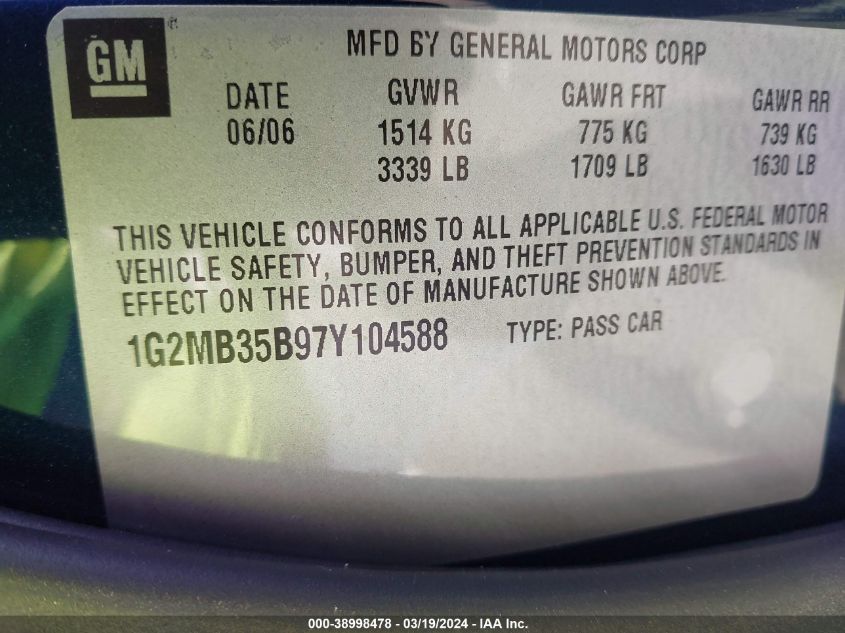 GM
MFD BY GENERAL MOTORS CORP
DATE GVWR GAWR FRT GAWR RR
06/06 1514 KG 775 KG 739 KG
3339 LB 1709 LB 1630 LB
THIS VEHICLE CONFORMS TO ALL APPLICABLE U.S. FEDERAL MOTOR
VEHICLE SAFETY, BUMPER, AND THEFT PREVENTION STANDARDS IN
EFFECT ON THE DATE OF MANUFACTURE SHOWN ABOVE.
1G2MB35B97Y104588 TYPE: PASS CAR
000-38998478 - 03/19/2024 - IAA Inc.